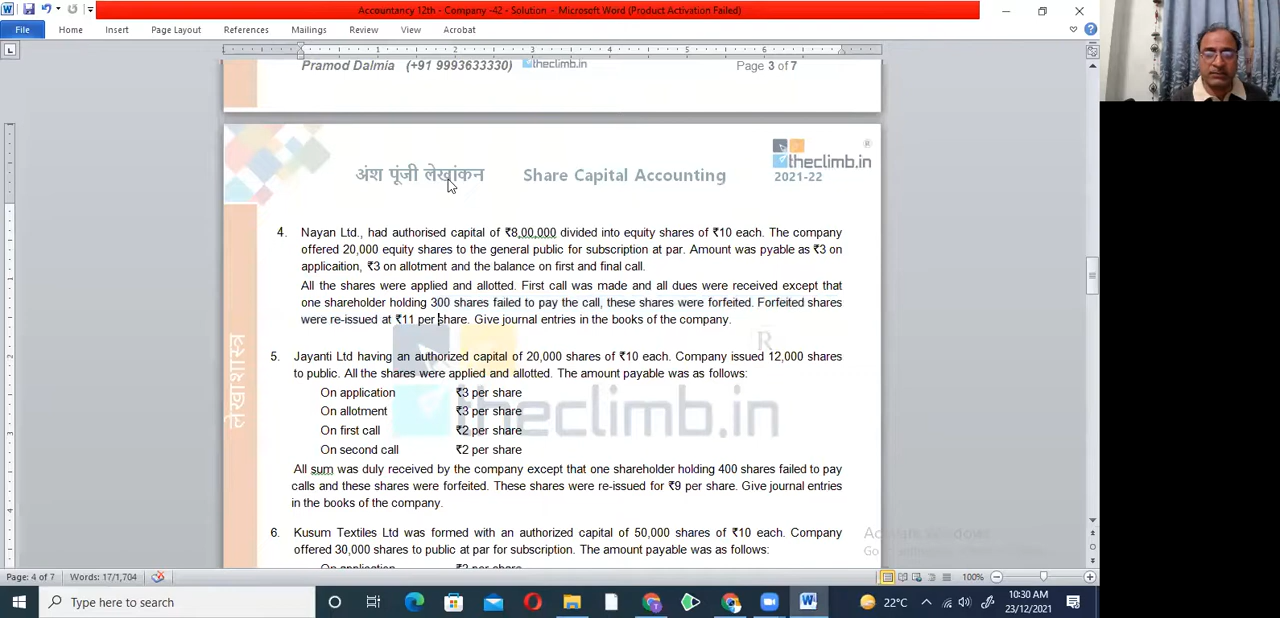 Accountancy 12th - Company -42 - Solution - Microsoft Word (Product Activation Failed)
File Home Insert Page Layout References Mailings Review View Acrobat
Pramod Dalmia (+91 9993633330) theclimb.in Page 3 of 7
अंश पूंजी लेखांकन Share Capital Accounting theclimb.in
2021-22
4. Nayan Ltd., had authorised capital of ₹8,00,000 divided into equity shares of ₹10 each. The company
offered 20,000 equity shares to the general public for subscription at par. Amount was pyable as ₹3 on
applicaition, ₹3 on allotment and the balance on first and final call.
All the shares were applied and allotted. First call was made and all dues were received except that
one shareholder holding 300 shares failed to pay the call, these shares were forfeited. Forfeited shares
were re-issued at ₹11 per share. Give journal entries in the books of the company.
5. Jayanti Ltd having an authorized capital of 20,000 shares of ₹10 each. Company issued 12,000 shares
to public. All the shares were applied and allotted. The amount payable was as follows:
On application ₹3 per share
On allotment ₹3 per share
On first call ₹2 per share
On second call ₹2 per share
All sum was duly received by the company except that one shareholder holding 400 shares failed to pay
calls and these shares were forfeited. These shares were re-issued for ₹9 per share. Give journal entries
in the books of the company.
6. Kusum Textiles Ltd was formed with an authorized capital of 50,000 shares of ₹10 each. Company
offered 30,000 shares to public at par for subscription. The amount payable was as follows:
लेखाशास्त्र
theclimb.in
Page: 4 of 7 Words: 17/1,704 100%
Type here to search
22°C
10:30 AM
23/12/2021